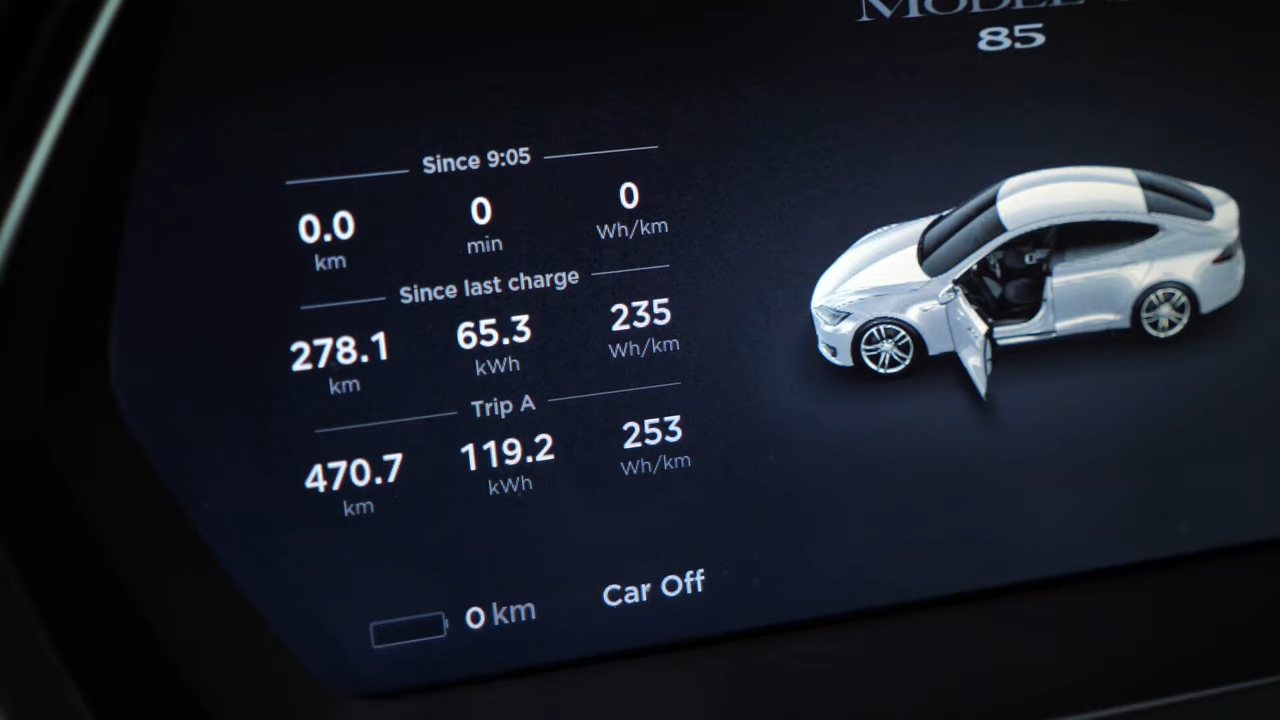 MODEL
85
Since 9:05
0.0 0 0
km min Wh/km
Since last charge
278.1 65.3 235
km kWh Wh/km
Trip A
470.7 119.2 253
km kWh Wh/km
0 km Car Off